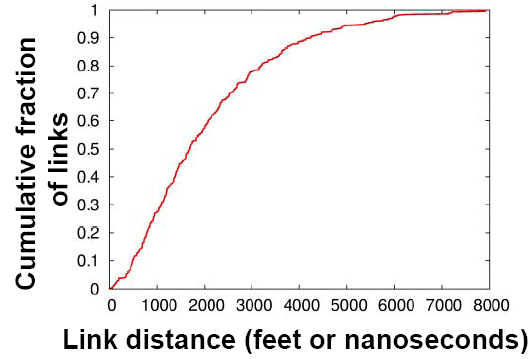 1
0.9
0.8
0.7
0.6
0.5
0.4
0.3
0.2
0.1
0
Cumulative fraction
of links
0 1000 2000 3000 4000 5000 6000 7000 8000
Link distance (feet or nanoseconds)